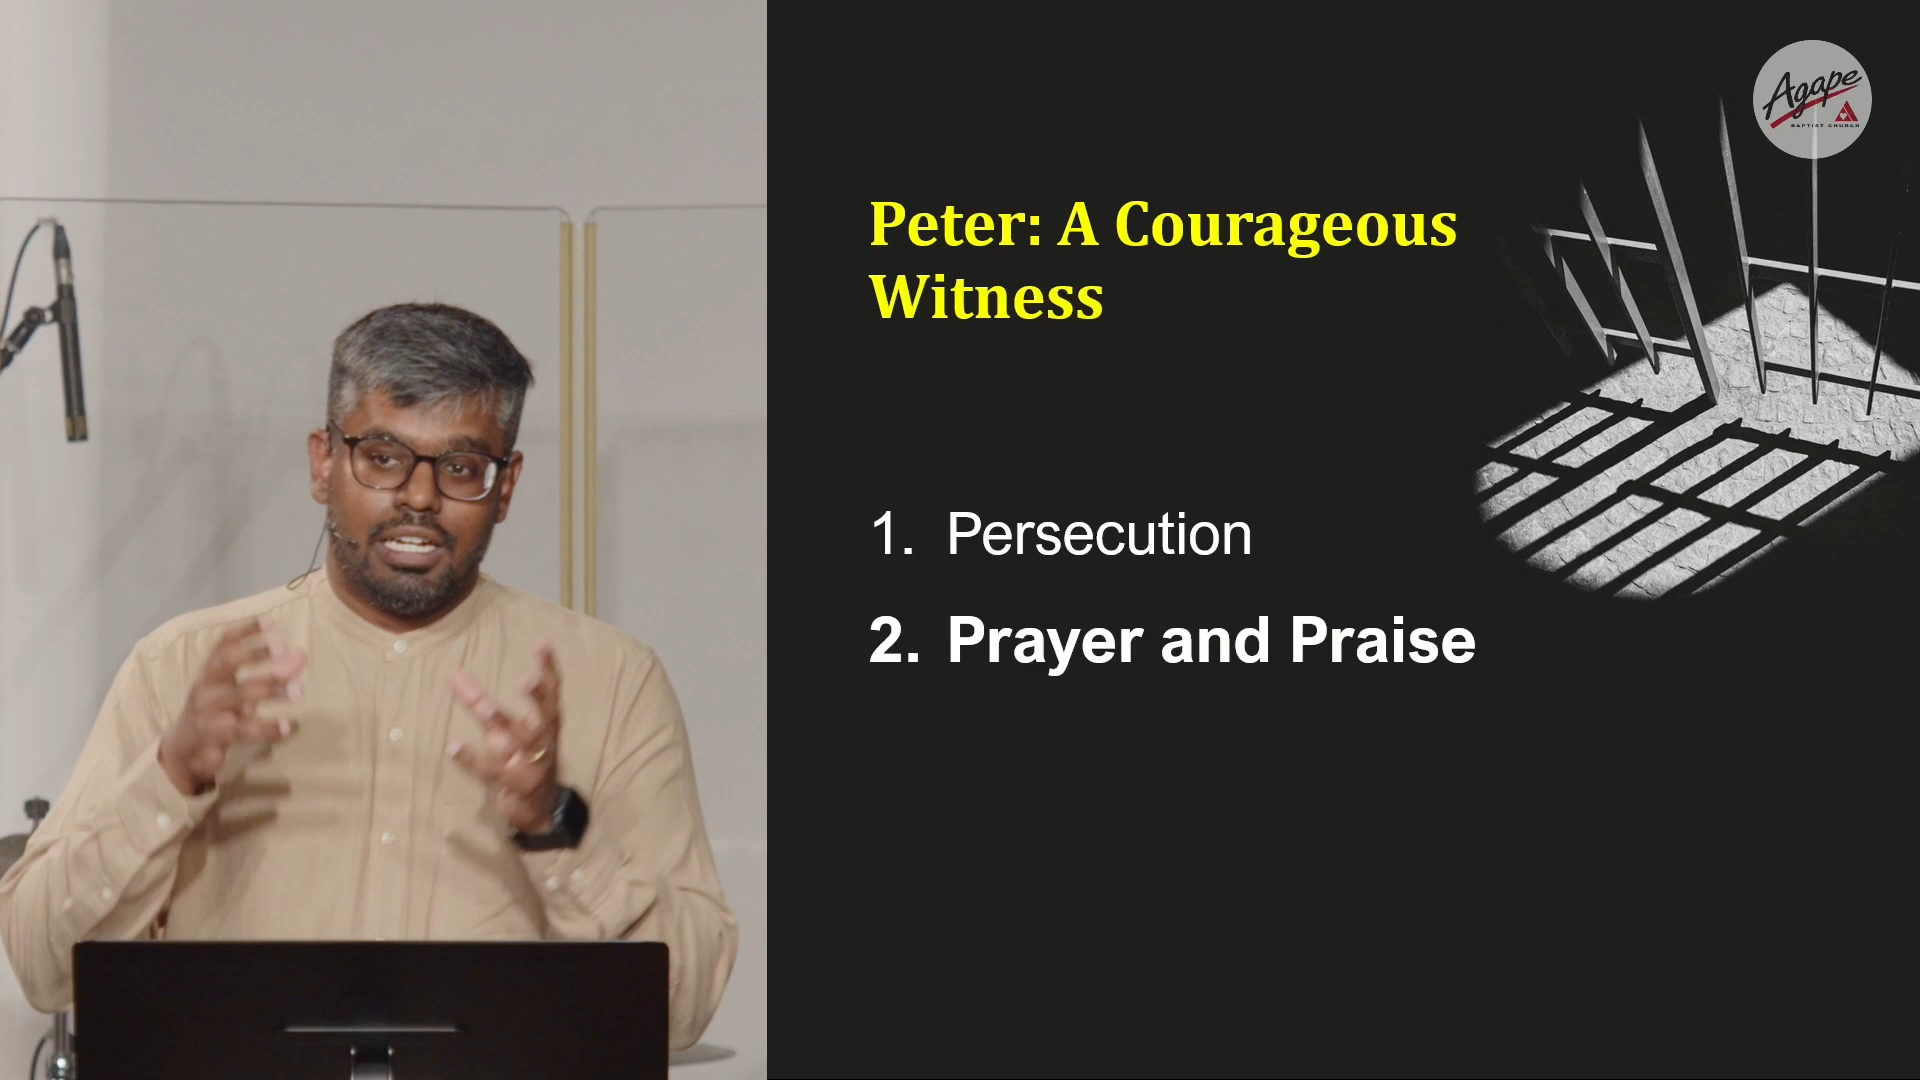 Agape
BAPTIST CHURCH
Peter: A Courageous
Witness
1. Persecution
2. Prayer and Praise